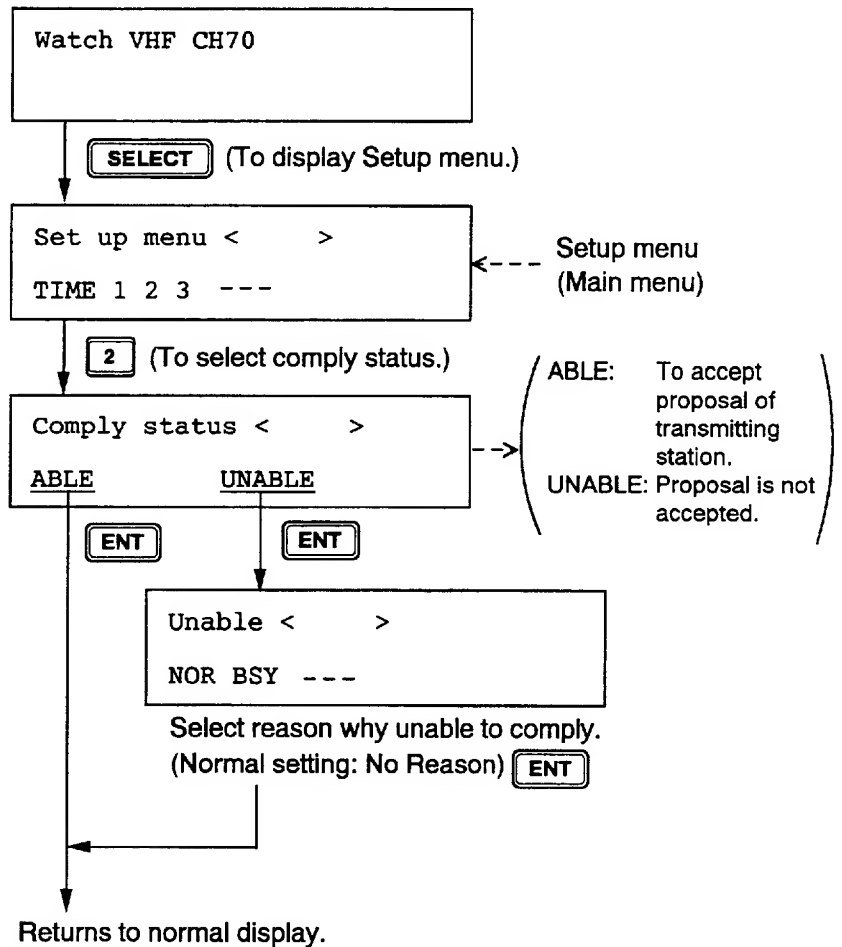 Watch VHF CH70
SELECT (To display Setup menu.)
Set up menu < >
TIME 1 2 3 ---
Setup menu
(Main menu)
2 (To select comply status.)
Comply status < >
ABLE UNABLE
ABLE: To accept
proposal of
transmitting
station.
UNABLE: Proposal is not
accepted.
ENT ENT
Unable < >
NOR BSY ---
Select reason why unable to comply.
(Normal setting: No Reason) ENT
Returns to normal display.